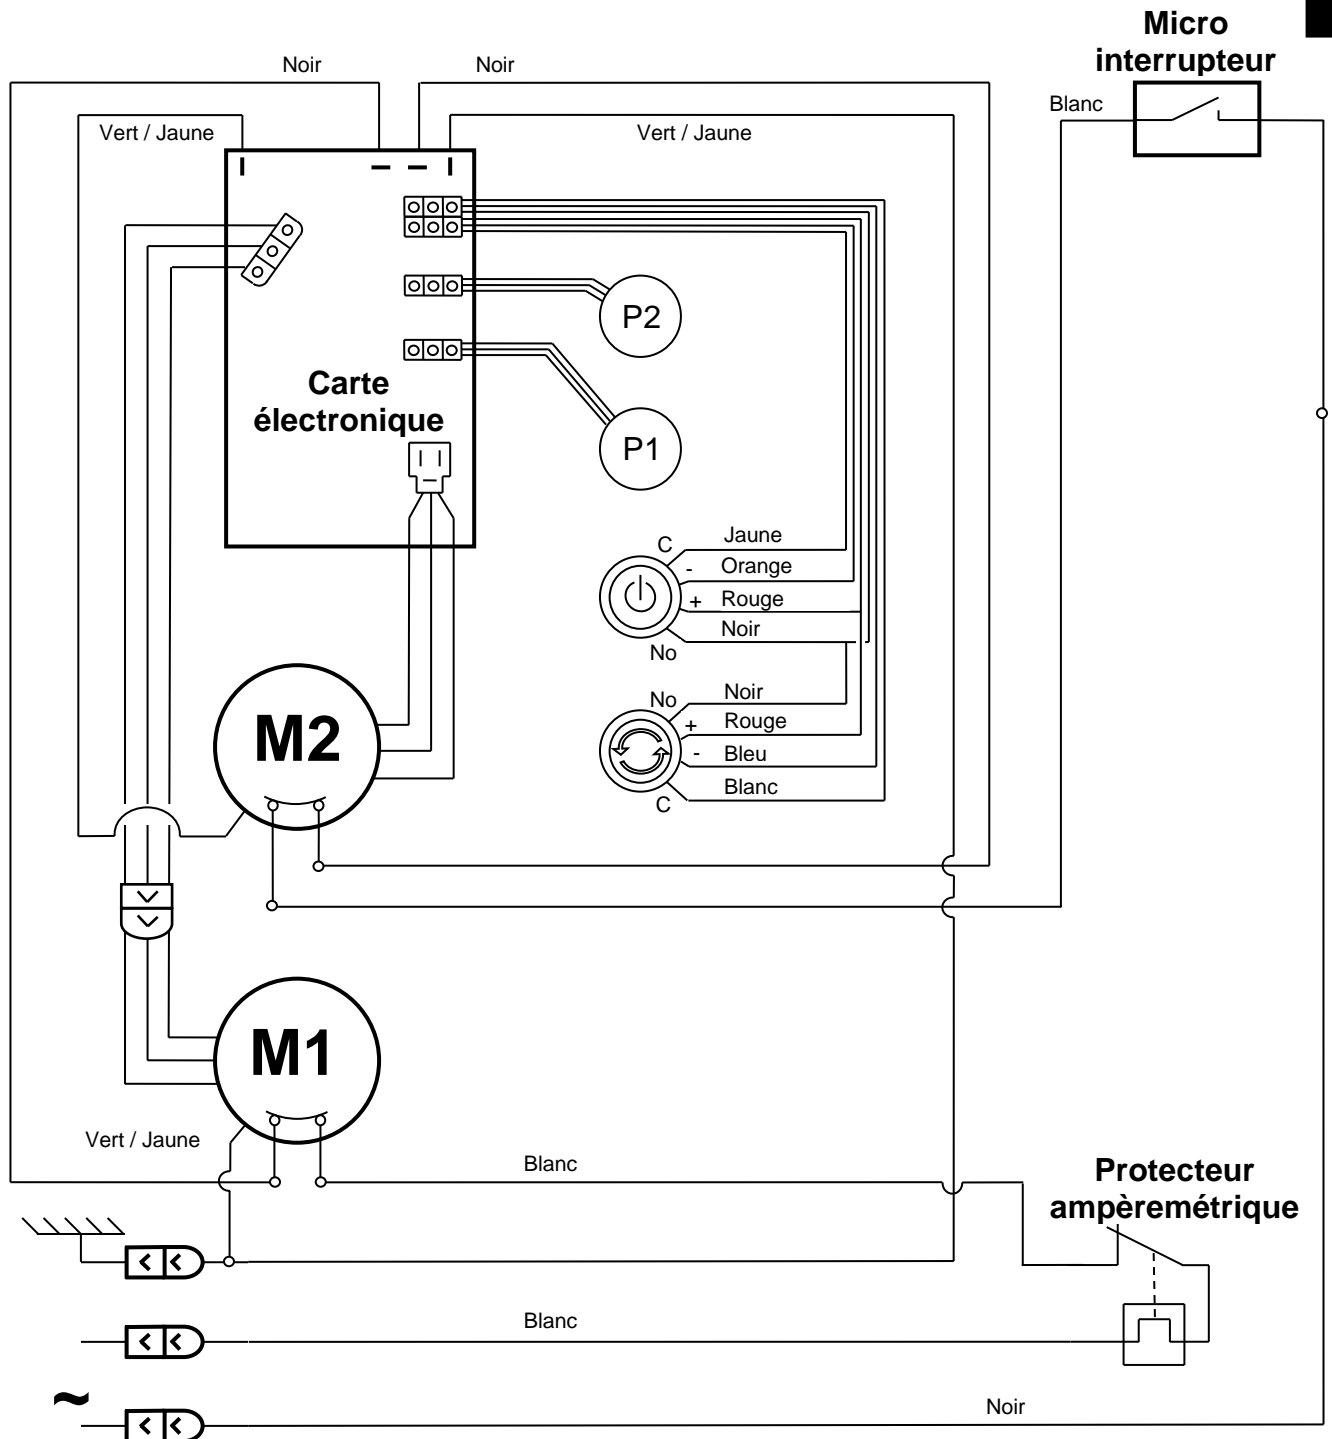 Micro
interrupteur
Noir
Noir
Blanc
Vert / Jaune
Vert / Jaune
P2
Carte
électronique
P1
C
Jaune
-
Orange
+
Rouge
Noir
No
No
Noir
+
Rouge
-
Bleu
Blanc
C
M2
M1
Vert / Jaune
Blanc
Protecteur
ampèremétrique
Blanc
~
Noir